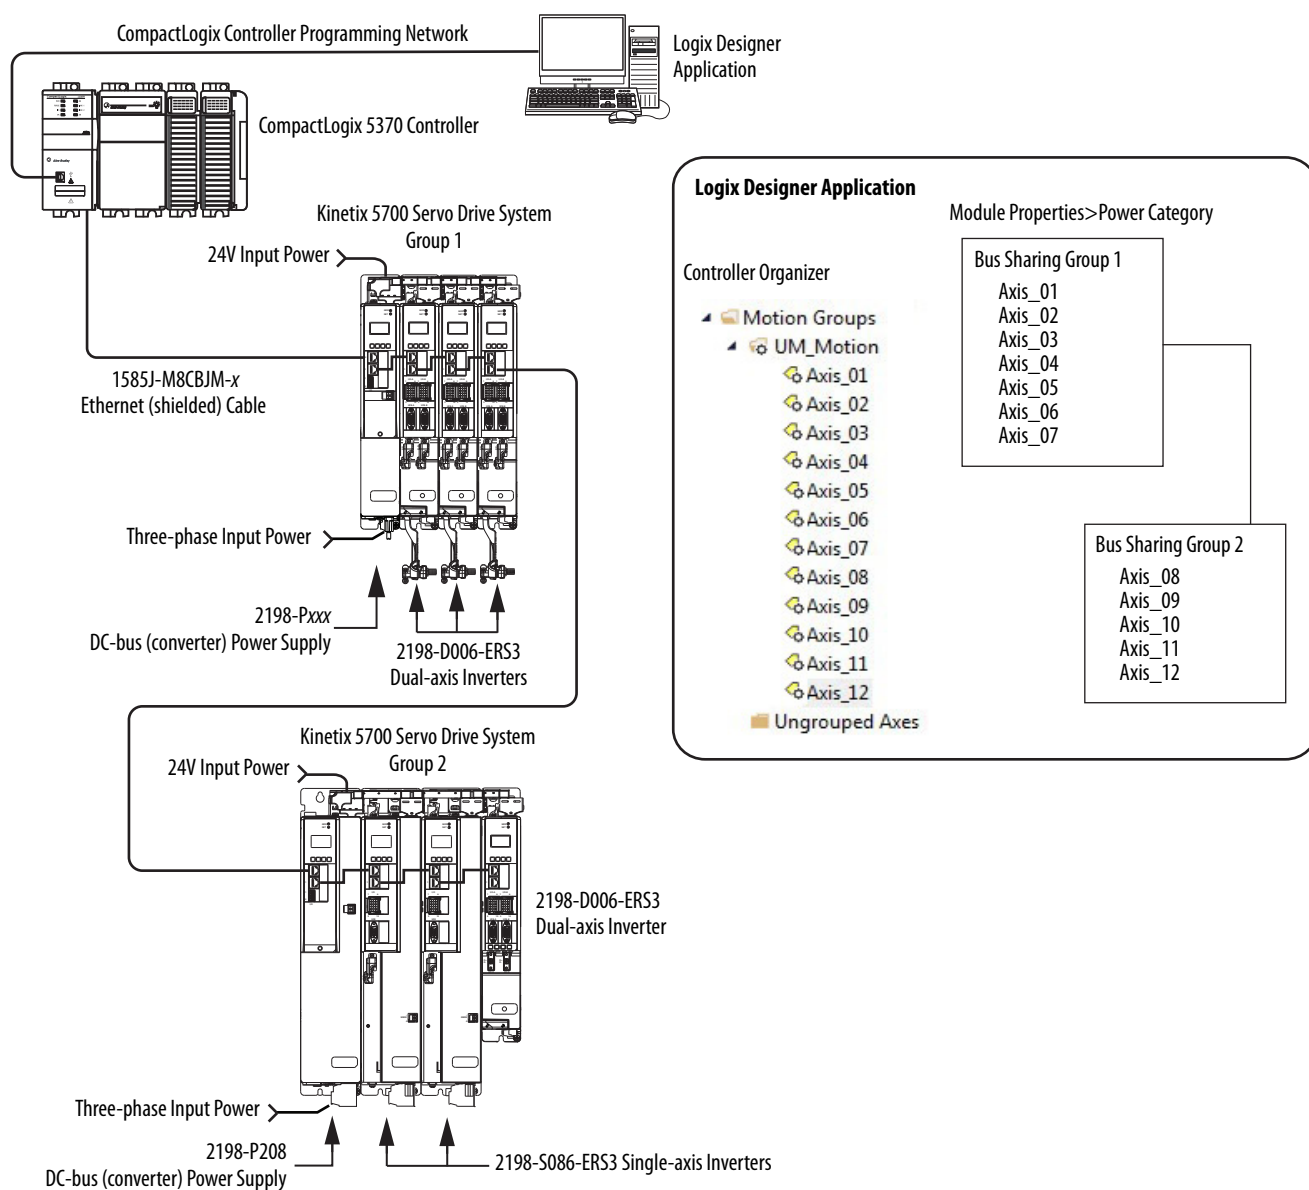 CompactLogix Controller Programming Network
Logix Designer
Application
CompactLogix 5370 Controller
Kinetix 5700 Servo Drive System
Group 1
24V Input Power
1585J-M8CBJM-x
Ethernet (shielded) Cable
Three-phase Input Power
2198-Pxxx
DC-bus (converter) Power Supply
2198-D006-ERS3
Dual-axis Inverters
Kinetix 5700 Servo Drive System
Group 2
24V Input Power
2198-D006-ERS3
Dual-axis Inverter
Three-phase Input Power
2198-P208
DC-bus (converter) Power Supply
2198-S086-ERS3 Single-axis Inverters
Logix Designer Application
Module Properties>Power Category
Controller Organizer
Motion Groups
UM_Motion
Axis_01
Axis_02
Axis_03
Axis_04
Axis_05
Axis_06
Axis_07
Axis_08
Axis_09
Axis_10
Axis_11
Axis_12
Ungrouped Axes
Bus Sharing Group 1
Axis_01
Axis_02
Axis_03
Axis_04
Axis_05
Axis_06
Axis_07
Bus Sharing Group 2
Axis_08
Axis_09
Axis_10
Axis_11
Axis_12